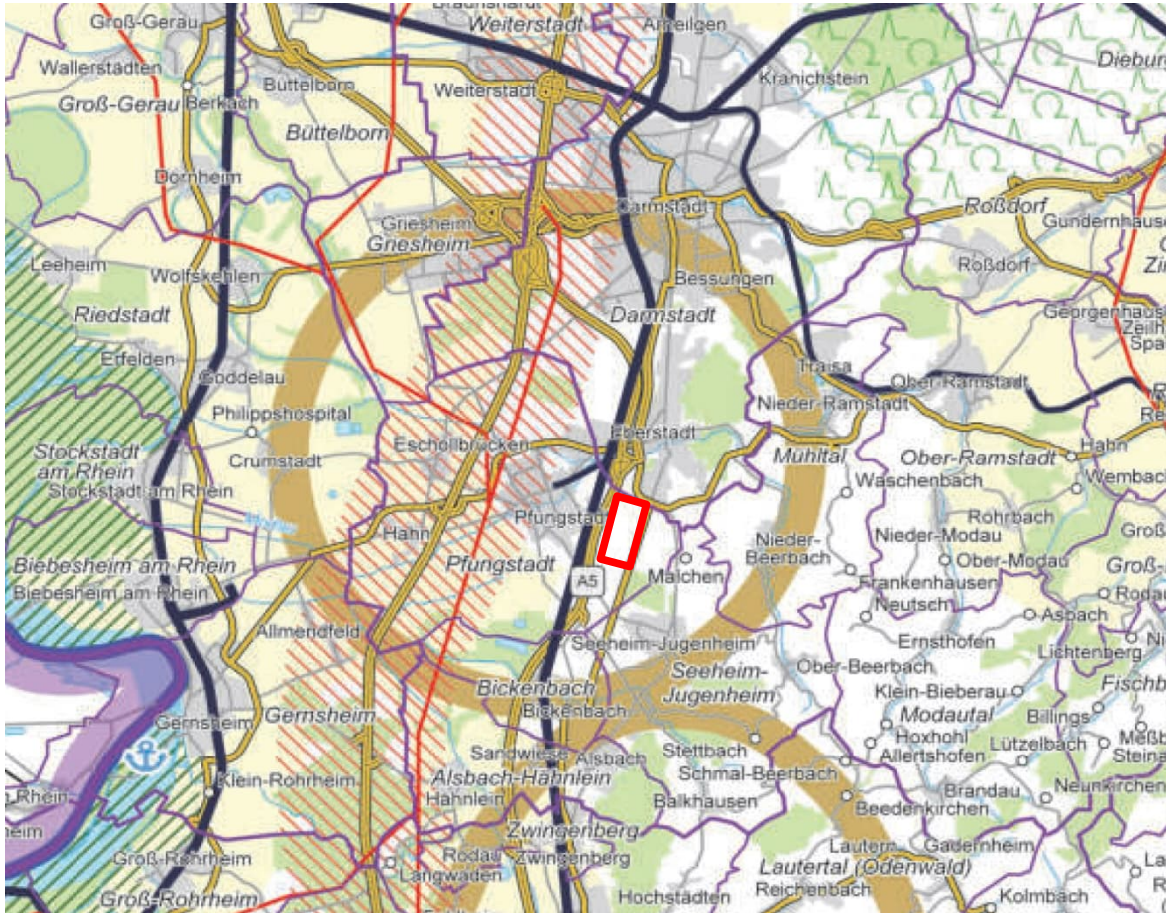 Groß-Gerau
Weiterstadt
Arheilgen
Wallerstädten
Büttelborn
Weiterstadt
Kranichstein
Groß-Gerau
Berkach
Büttelborn
Dornheim
Griesheim
Darmstadt
Roßdorf
Griesheim
Leeheim
Wolfskehlen
Bessungen
Roßdorf
Riedstadt
Darmstadt
Erfelden
Goddelau
Traisa
Ober-Ramstadt
Philippshospital
Nieder-Ramstadt
Eschollbrücken
Eberstadt
Stockstadt
am Rhein
Crumstadt
Mühltal
Ober-Ramstadt
Hahn
Stockstadt am Rhein
Waschenbach
Pfungstadt
Rohrbach
Hahn
Nieder-
Beerbach
Nieder-Modau
Biebesheim am Rhein
Pfungstadt
Malchen
Ober-Modau
Biebesheim am Rhein
A5
Frankenhausen
Neutsch
Asbach
Allmendfeld
Seeheim-Jugenheim
Ernsthofen
Lichtenberg
Seeheim-
Jugenheim
Ober-Beerbach
Bickenbach
Klein-Bieberau
Bickenbach
Modautal
Billings
Gernsheim
Gernsheim
Hoxhohl
Sandwiese
Alsbach
Stettbach
Allertshofen
Lützelbach
Klein-Rohrheim
Alsbach-Hähnlein
Schmal-Beerbach
Hähnlein
Balkhausen
Brandau
Neunkirchen
Beedenkirchen
Zwingenberg
Groß-Rohrheim
Rodau
Zwingenberg
Lautern
Gadernheim
Langwaden
Lautertal (Odenwald)
Groß-Rohrheim
Hochstädten
Reichenbach
Kolmbach